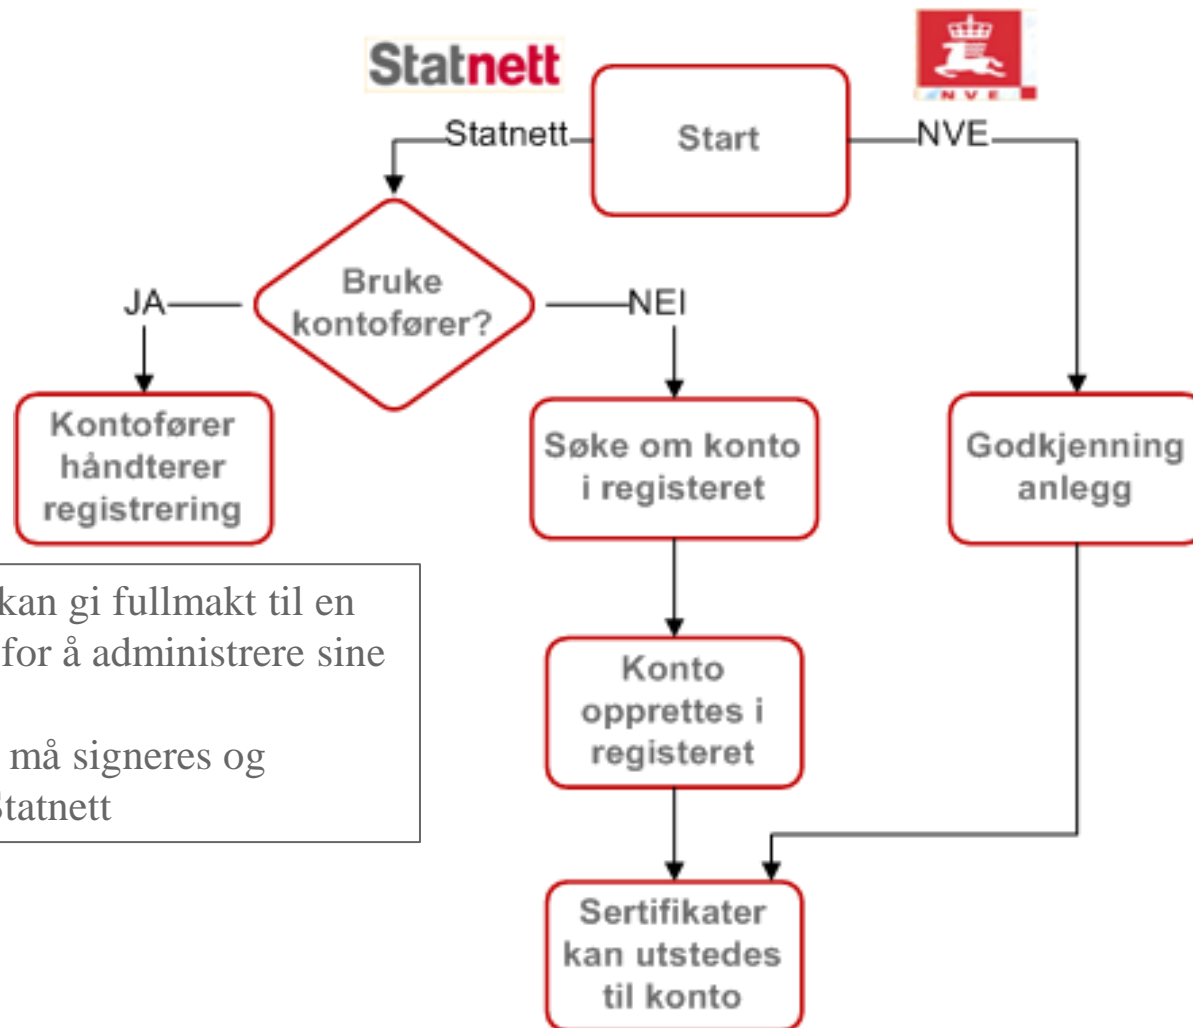 Statnett
NVE
Statnett
Start
NVE
Bruke
kontofører?
JA
NEI
Kontofører
håndterer
registrering
Søke om konto
i registeret
Godkjenning
anlegg
kan gi fullmakt til en
for å administrere sine
må signeres og
Statnett
Konto
opprettes i
registeret
Sertifikater
kan utstedes
til konto